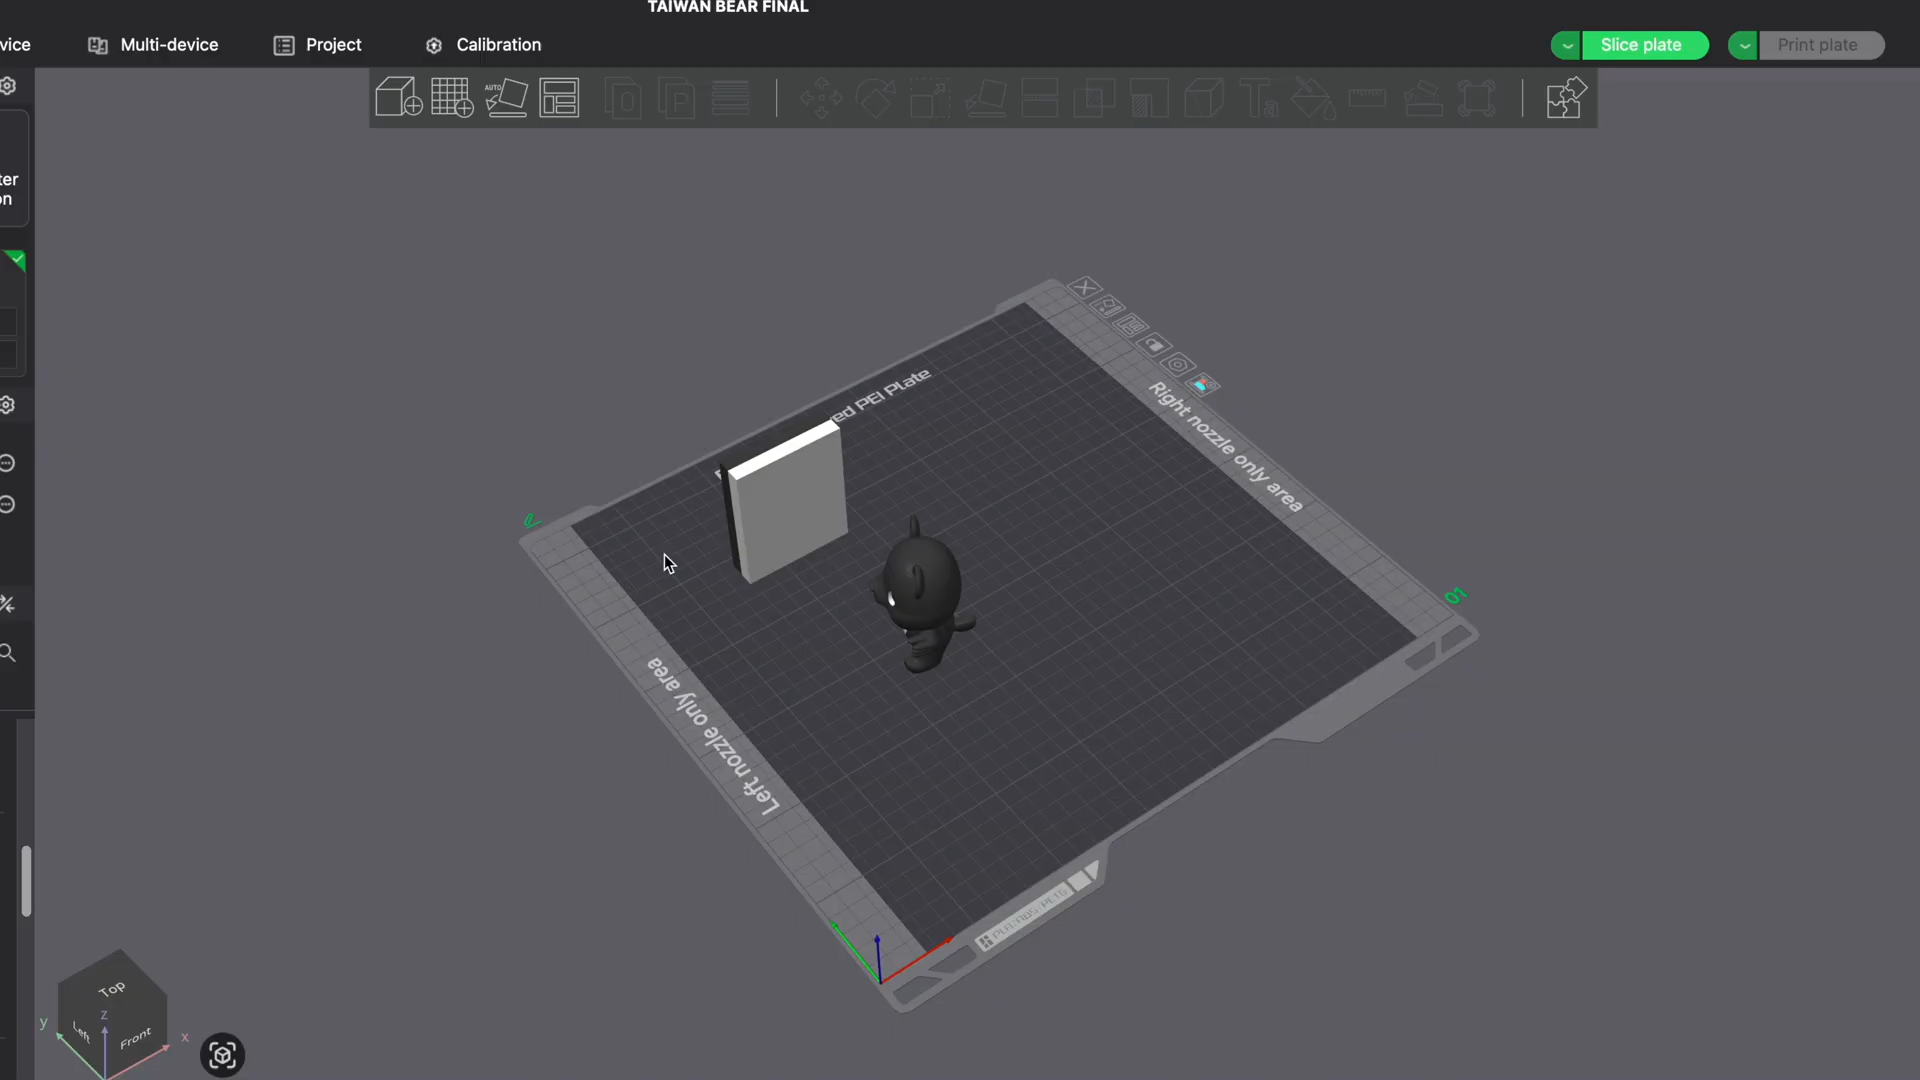 TAIWAN BEAR FINAL
vice
Multi-device
Project
Calibration
Slice plate
Print plate
AUTO
ter
on
ed PEI Plate
Right nozzle only area
Left nozzle only area
01
Top
Left
Front
z
y
x